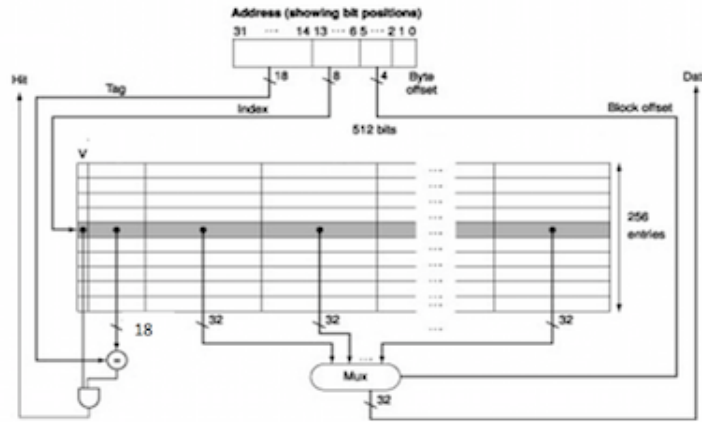 Address (showing bit positions)
31 ··· 14 13 ··· 6 5 ··· 2 1 0
Hit
18 8 4 Byte offset
Dat
Tag
Index
Block offset
512 bits
V
···
256 entries
···
18 32 32 32
···
=
···
Mux
32